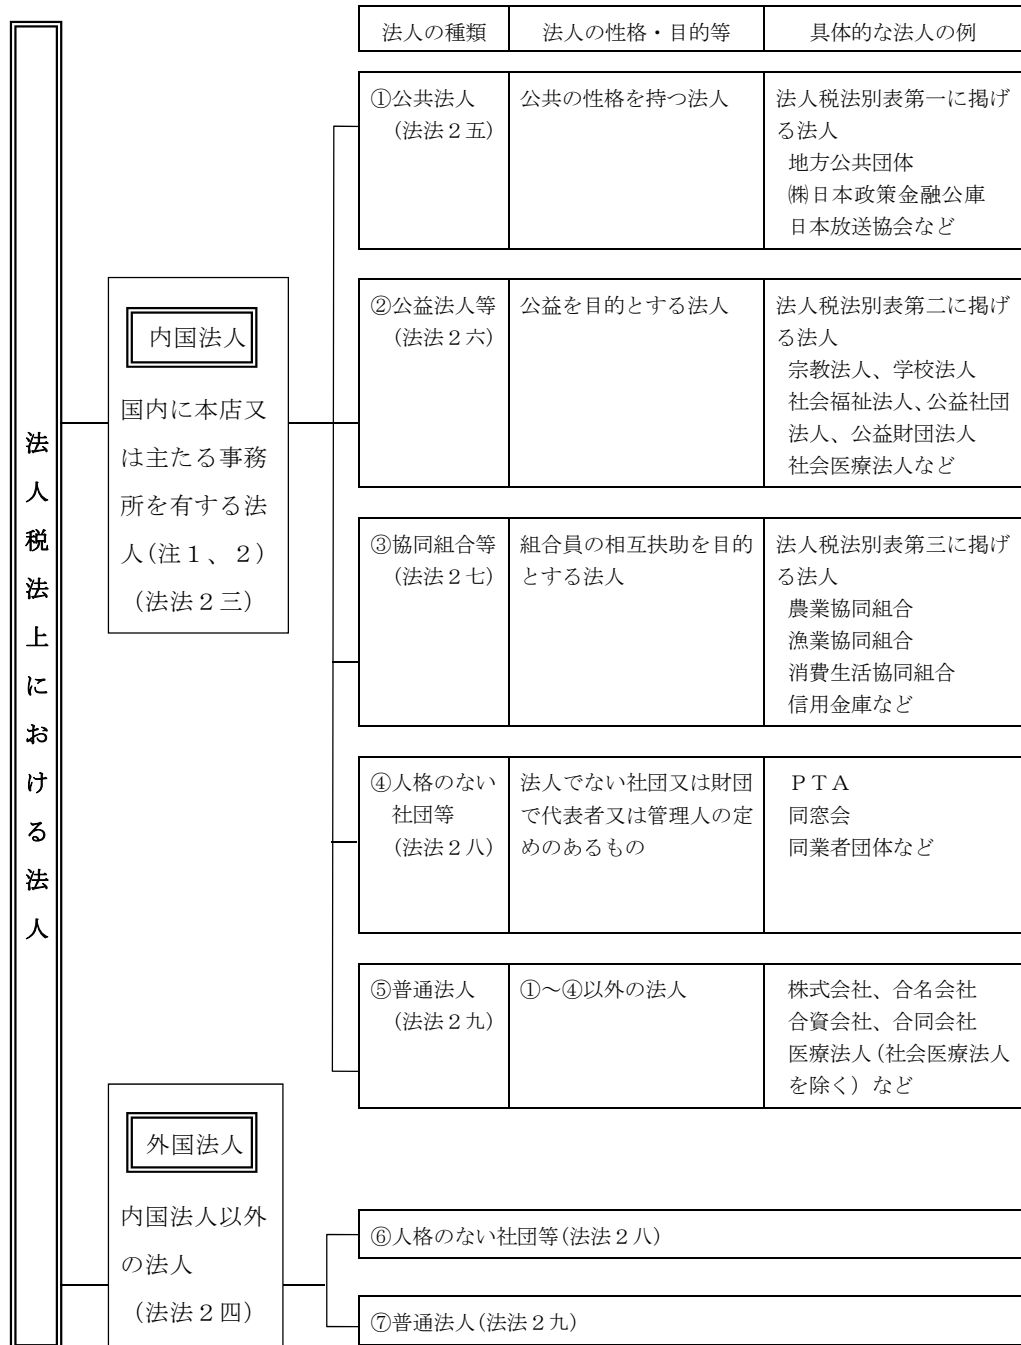 法人税法上における法人
法人の種類 法人の性格・目的等 具体的な法人の例
内国法人
国内に本店又
は主たる事務
所を有する法
人(注１、２)
(法法２三)
①公共法人
(法法２五)
公共の性格を持つ法人
法人税法別表第一に掲げ
る法人
地方公共団体
㈱日本政策金融公庫
日本放送協会など
②公益法人等
(法法２六)
公益を目的とする法人
法人税法別表第二に掲げ
る法人
宗教法人、学校法人
社会福祉法人、公益社団
法人、公益財団法人
社会医療法人など
③協同組合等
(法法２七)
組合員の相互扶助を目的
とする法人
法人税法別表第三に掲げ
る法人
農業協同組合
漁業協同組合
消費生活協同組合
信用金庫など
④人格のない
社団等
(法法２八)
法人でない社団又は財団
で代表者又は管理人の定
めのあるもの
ＰＴＡ
同窓会
同業者団体など
⑤普通法人
(法法２九)
①～④以外の法人
株式会社、合名会社
合資会社、合同会社
医療法人(社会医療法人
を除く）など
外国法人
内国法人以外
の法人
(法法２四)
⑥人格のない社団等(法法２八)
⑦普通法人(法法２九)